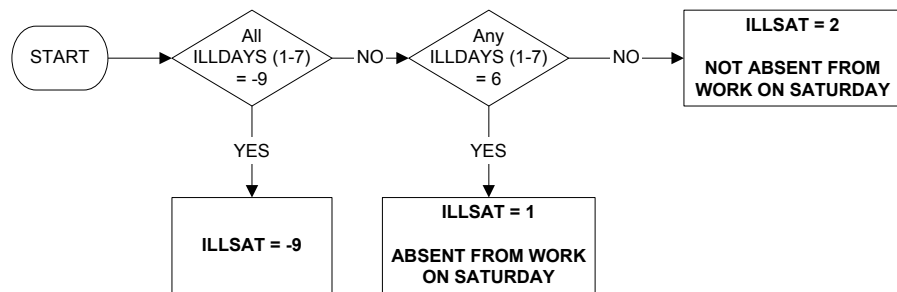 START
All
ILLDAYS (1-7)
= -9
NO
Any
ILLDAYS (1-7)
= 6
NO
ILLSAT = 2
NOT ABSENT FROM
WORK ON SATURDAY
YES
YES
ILLSAT = -9
ILLSAT = 1
ABSENT FROM WORK
ON SATURDAY